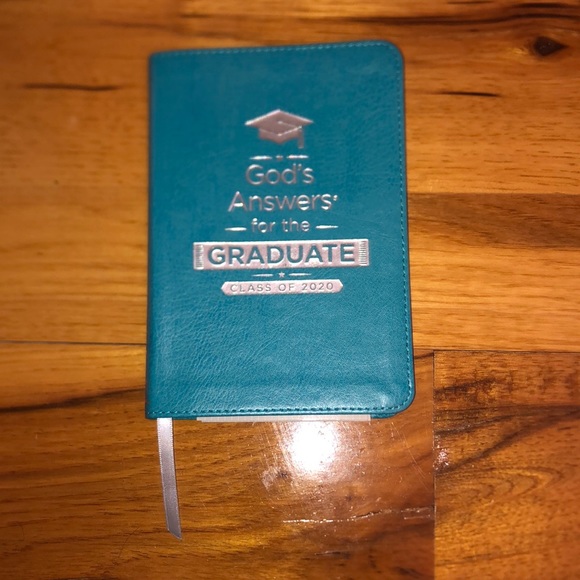 God's
Answers®
for the
GRADUATE
CLASS OF 2020